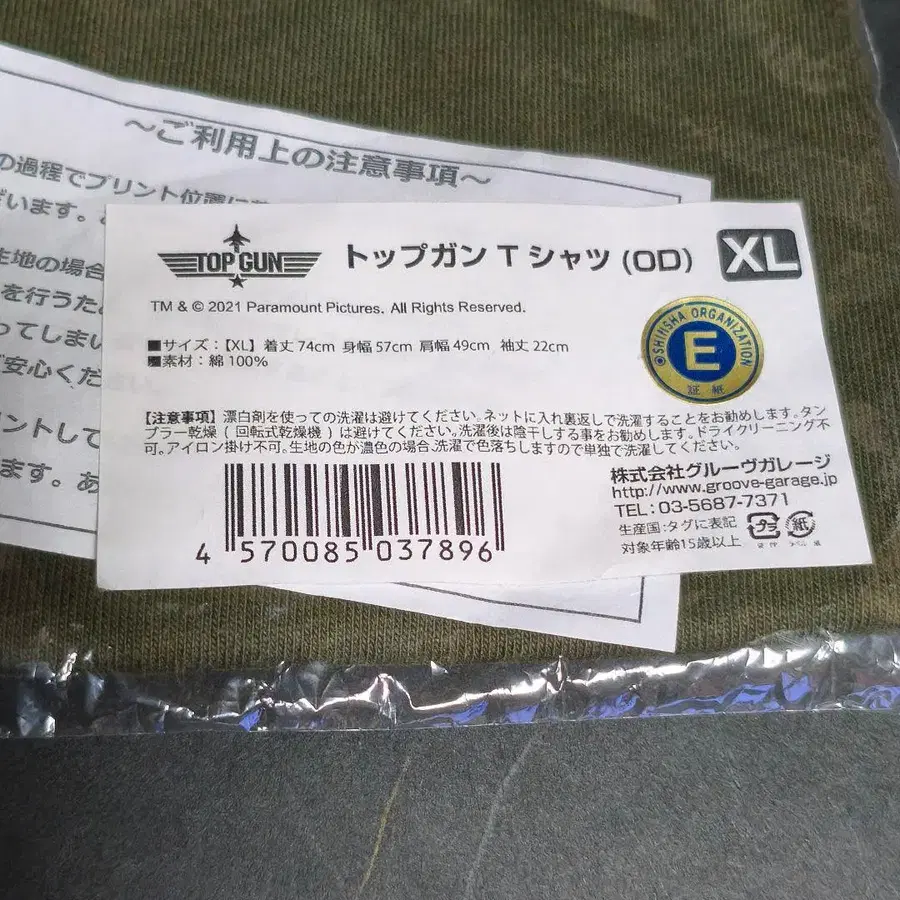 ～ご利用上の注意事項～
の過程でプリント位置に
ざいます。
生地の場合
を行うた
ってしまい
ご安心くだ
リントして
ます。あ
TOP GUN
トップガン T シャツ (OD)
XL
TM & © 2021 Paramount Pictures. All Rights Reserved.
■サイズ：【XL】着丈 74cm 身幅 57cm 肩幅 49cm 袖丈 22cm
■素材：綿 100%
SHISHA ORGANIZATION
E
証 紙
【注意事項】漂白剤を使っての洗濯は避けてください。ネットに入れ裏返しで洗濯することをお勧めします。タン
ブラー乾燥 ( 回転式乾燥機 ) は避けてください。洗濯後は陰干しする事をお勧めします。ドライクリーニング不
可。アイロン掛け不可。生地の色が濃色の場合、洗濯で色落ちしますので単独で洗濯してください。
株式会社グルーヴガレージ
http://www.groove-garage.jp
TEL：03-5687-7371
生産国：タグに表記
プラ
紙
対象年齢15歳以上
4 570085 037896